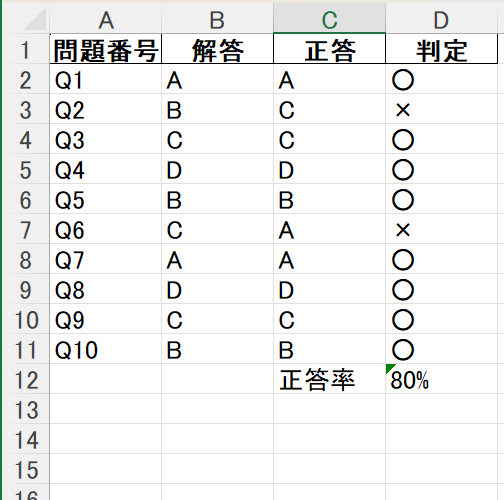 A B C D
1 問題番号 解答 正答 判定
2 Q1 A A 〇
3 Q2 B C ×
4 Q3 C C 〇
5 Q4 D D 〇
6 Q5 B B 〇
7 Q6 C A ×
8 Q7 A A 〇
9 Q8 D D 〇
10 Q9 C C 〇
11 Q10 B B 〇
12 正答率 80%
13
14
15
16